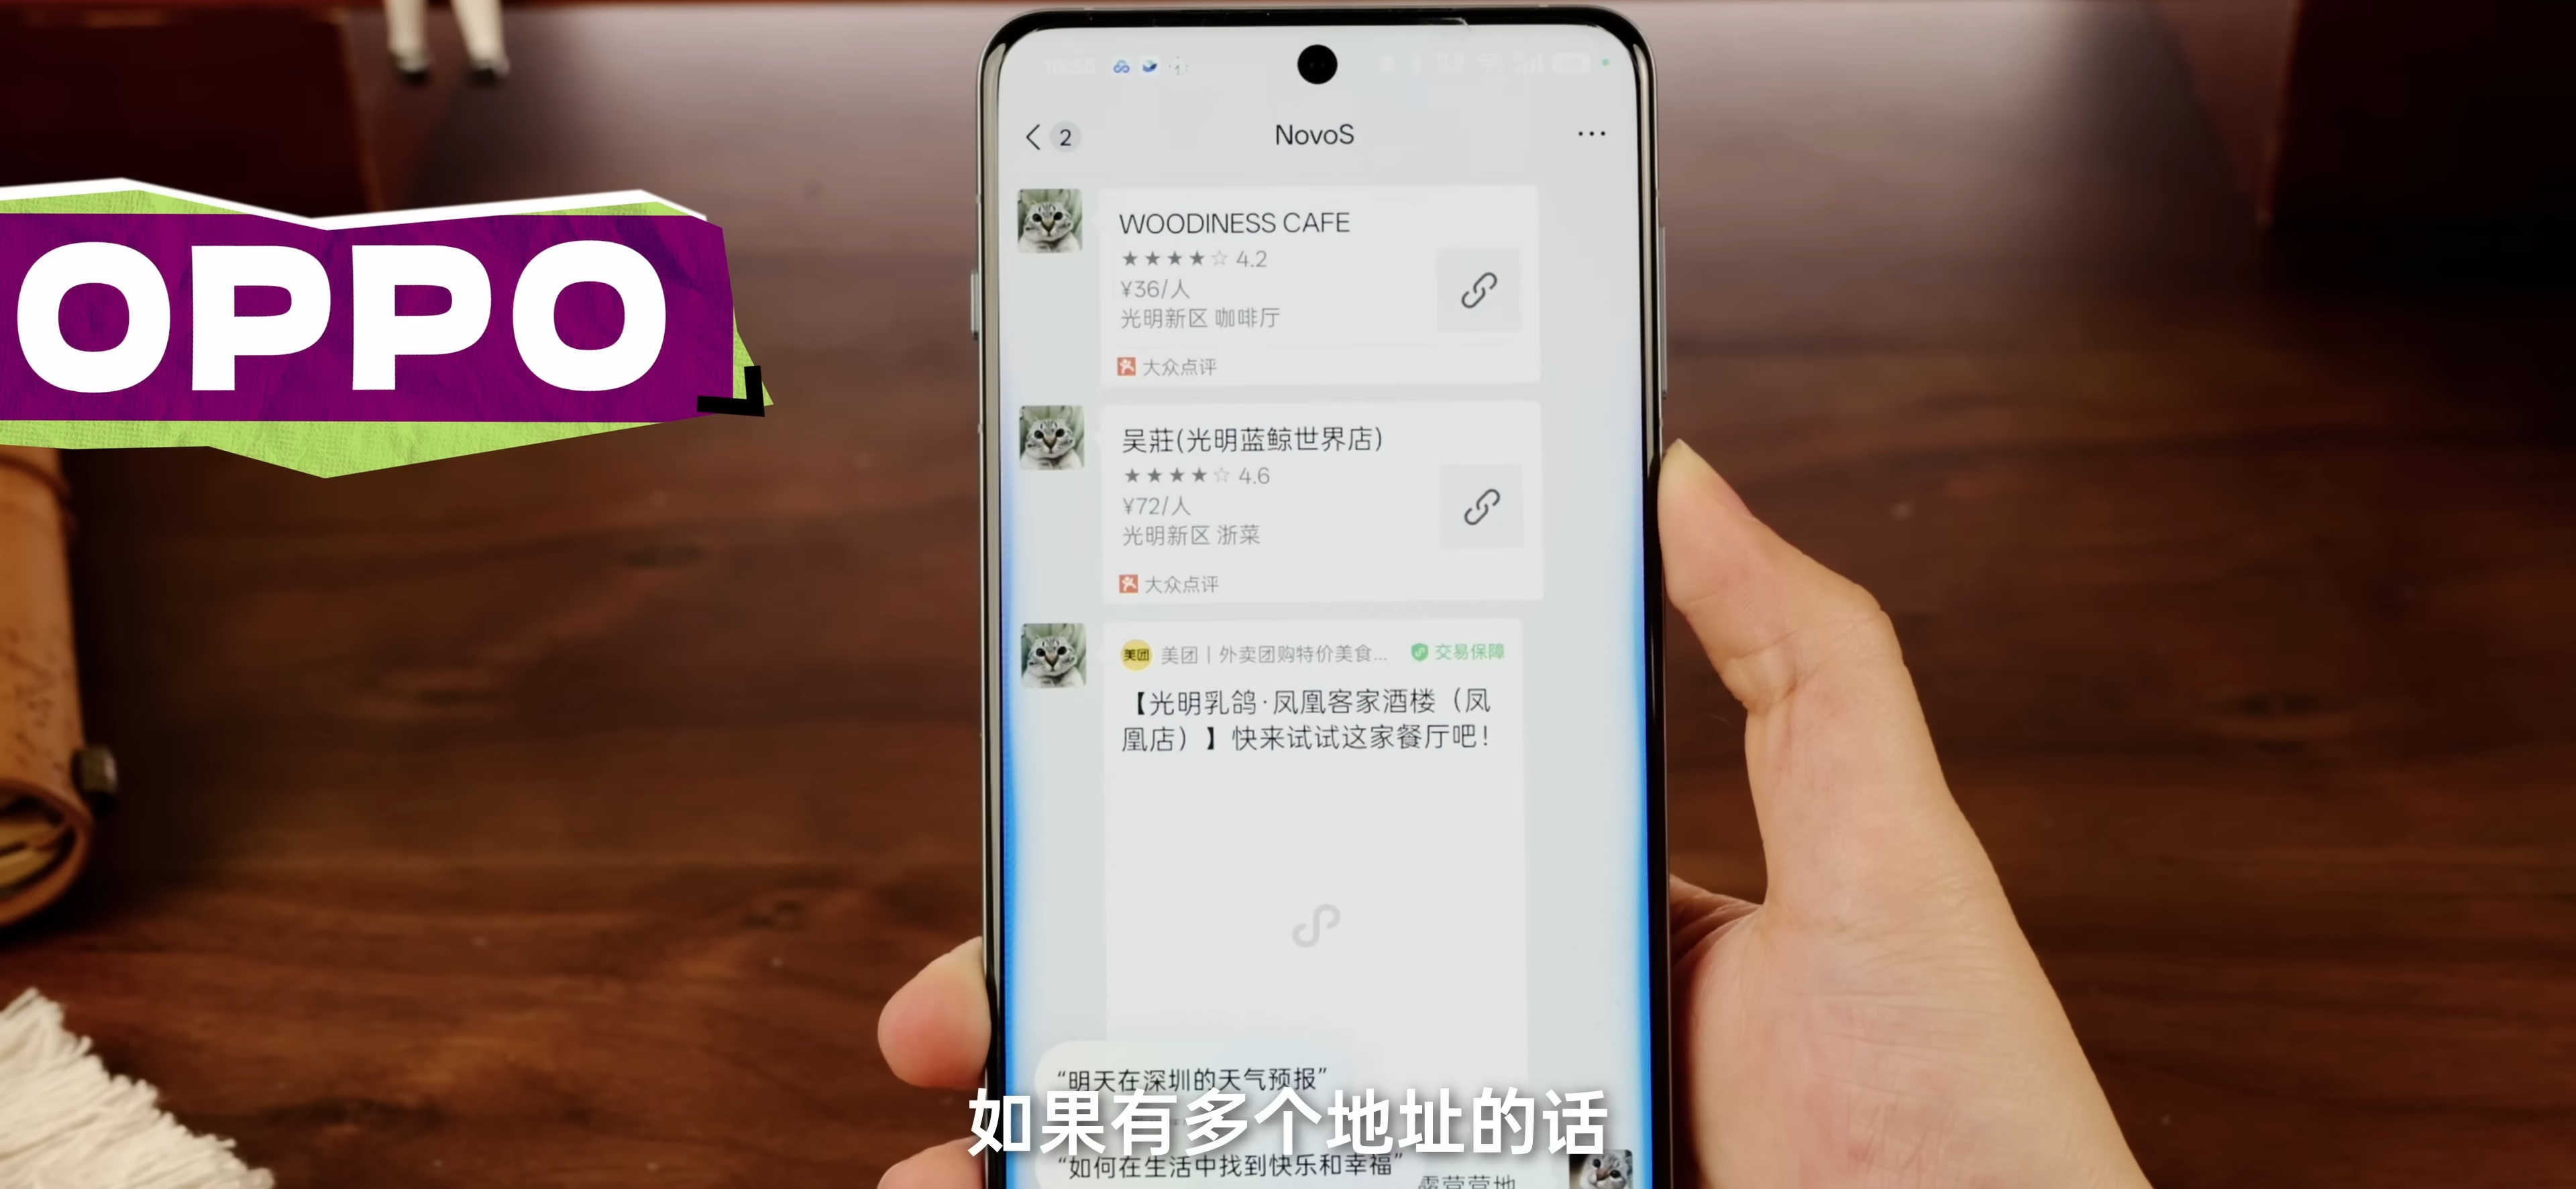 OPPO
2
NovoS
WOODINESS CAFE
★★★★☆ 4.2
¥36/人
光明新区 咖啡厅
大众点评
吴莊(光明蓝鲸世界店)
★★★★☆ 4.6
¥72/人
光明新区 浙菜
大众点评
美团 美团丨外卖团购特价美食... 交易保障
【光明乳鸽·凤凰客家酒楼（凤
凰店）】快来试试这家餐厅吧！
“明天在深圳的天气预报”
如果有多个地址的话
“如何在生活中找到快乐和幸福”
露营营地